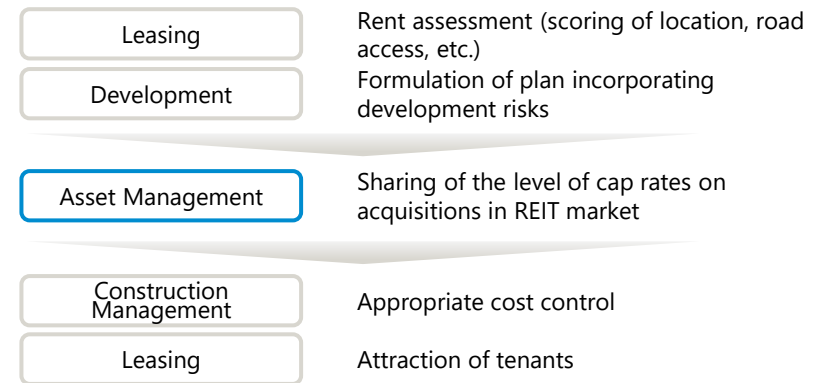 Leasing
Rent assessment (scoring of location, road
access, etc.)
Development
Formulation of plan incorporating
development risks
Asset Management
Sharing of the level of cap rates on
acquisitions in REIT market
Construction
Management
Appropriate cost control
Leasing
Attraction of tenants